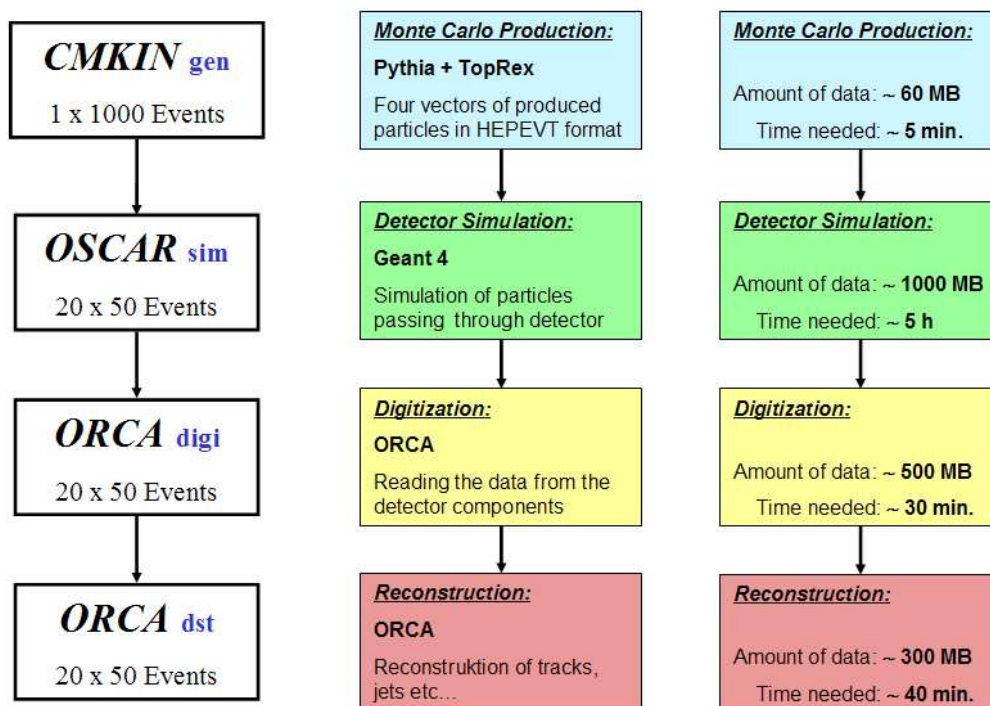 CMKIN gen
1 x 1000 Events
OSCAR sim
20 x 50 Events
ORCA digi
20 x 50 Events
ORCA dst
20 x 50 Events
Monte Carlo Production:
Pythia + TopRex
Four vectors of produced
particles in HEPEVT format
Detector Simulation:
Geant 4
Simulation of particles
passing through detector
Digitization:
ORCA
Reading the data from the
detector components
Reconstruction:
ORCA
Reconstruktion of tracks,
jets etc...
Monte Carlo Production:
Amount of data: ~ 60 MB
Time needed: ~ 5 min.
Detector Simulation:
Amount of data: ~ 1000 MB
Time needed: ~ 5 h
Digitization:
Amount of data: ~ 500 MB
Time needed: ~ 30 min.
Reconstruction:
Amount of data: ~ 300 MB
Time needed: ~ 40 min.